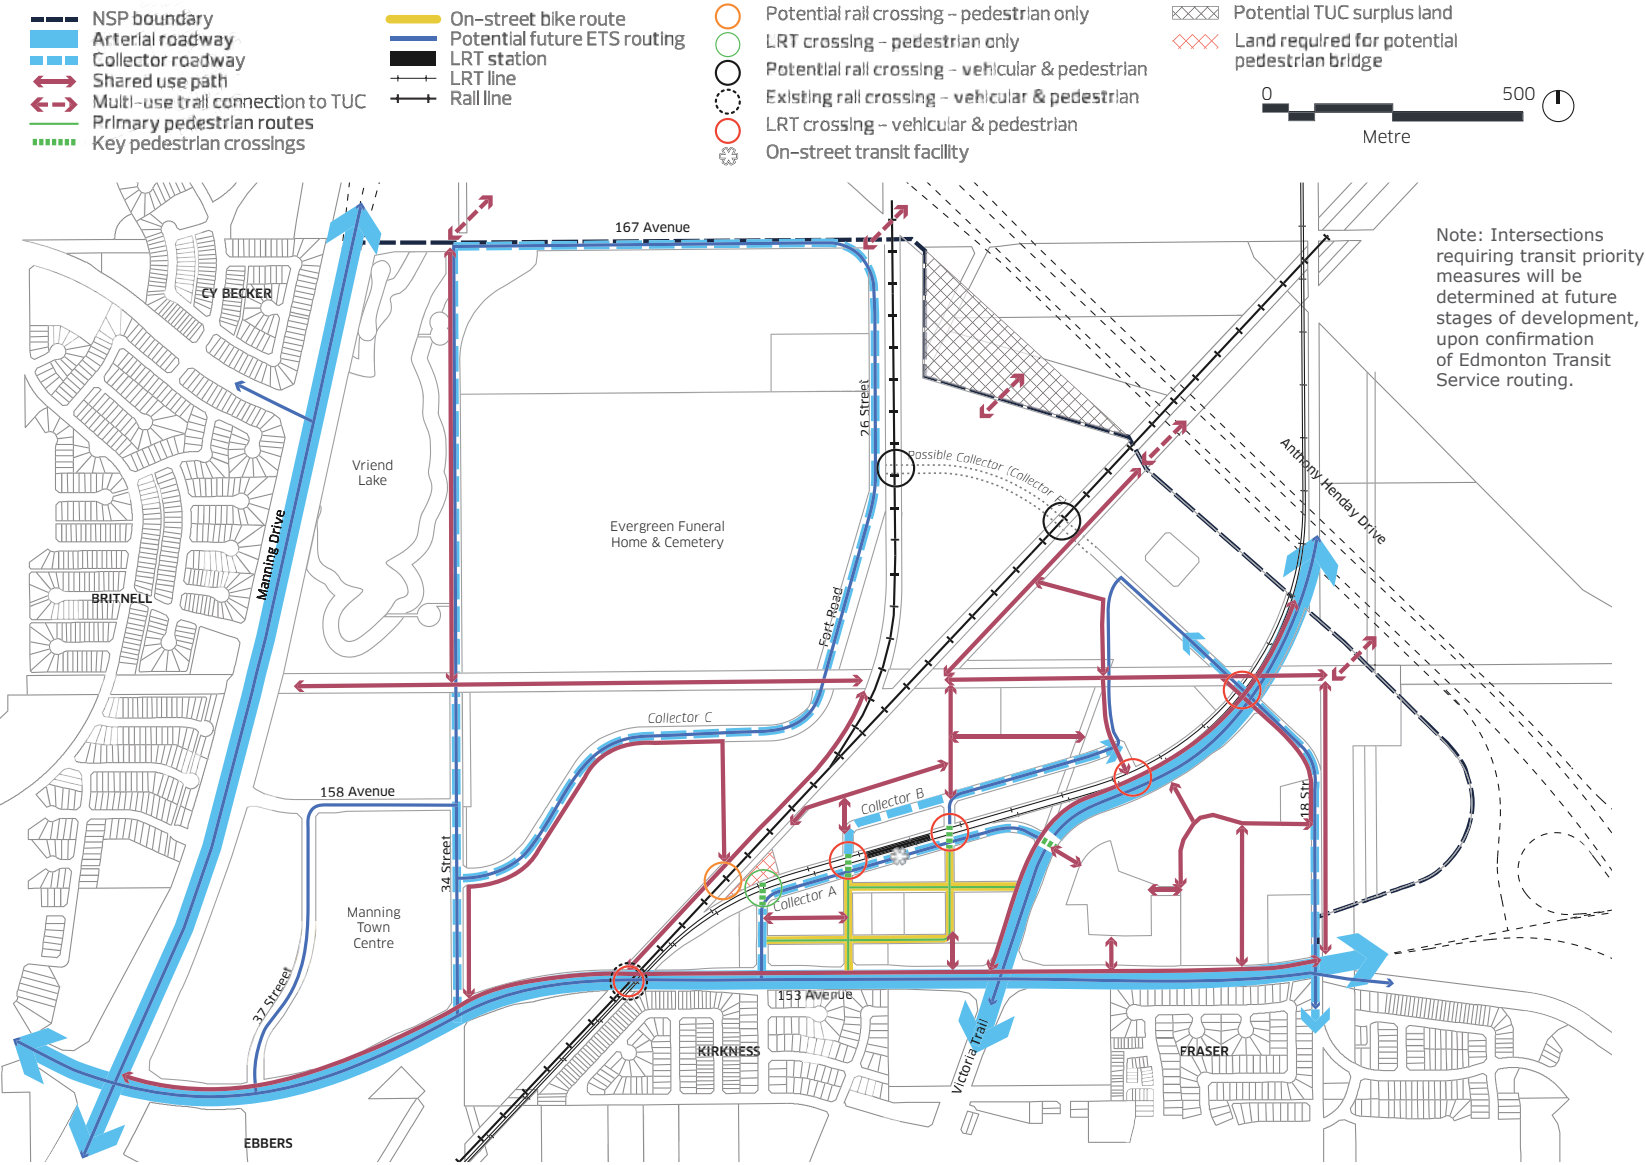 NSP boundary
Arterial roadway
Collector roadway
Shared use path
Multi-use trail connection to TUC
Primary pedestrian routes
Key pedestrian crossings
On-street bike route
Potential future ETS routing
LRT station
LRT line
Rail line
Potential rail crossing - pedestrian only
LRT crossing - pedestrian only
Potential rail crossing - vehicular & pedestrian
Existing rail crossing - vehicular & pedestrian
LRT crossing - vehicular & pedestrian
On-street transit facility
Potential TUC surplus land
Land required for potential
pedestrian bridge
0 500
Metre
Note: Intersections
requiring transit priority
measures will be
determined at future
stages of development,
upon confirmation
of Edmonton Transit
Service routing.
167 Avenue
CY BECKER
26 Street
Possible Collector (Collector E)
Anthony Henday Drive
Vriend
Lake
Manning Drive
Evergreen Funeral
Home & Cemetery
BRITNELL
Fort Road
Collector C
158 Avenue
Collector B
18 Str
34 Street
Collector A
Manning
Town
Centre
37 Street
153 Avenue
Victoria Trail
KIRKNESS
FRASER
EBBERS